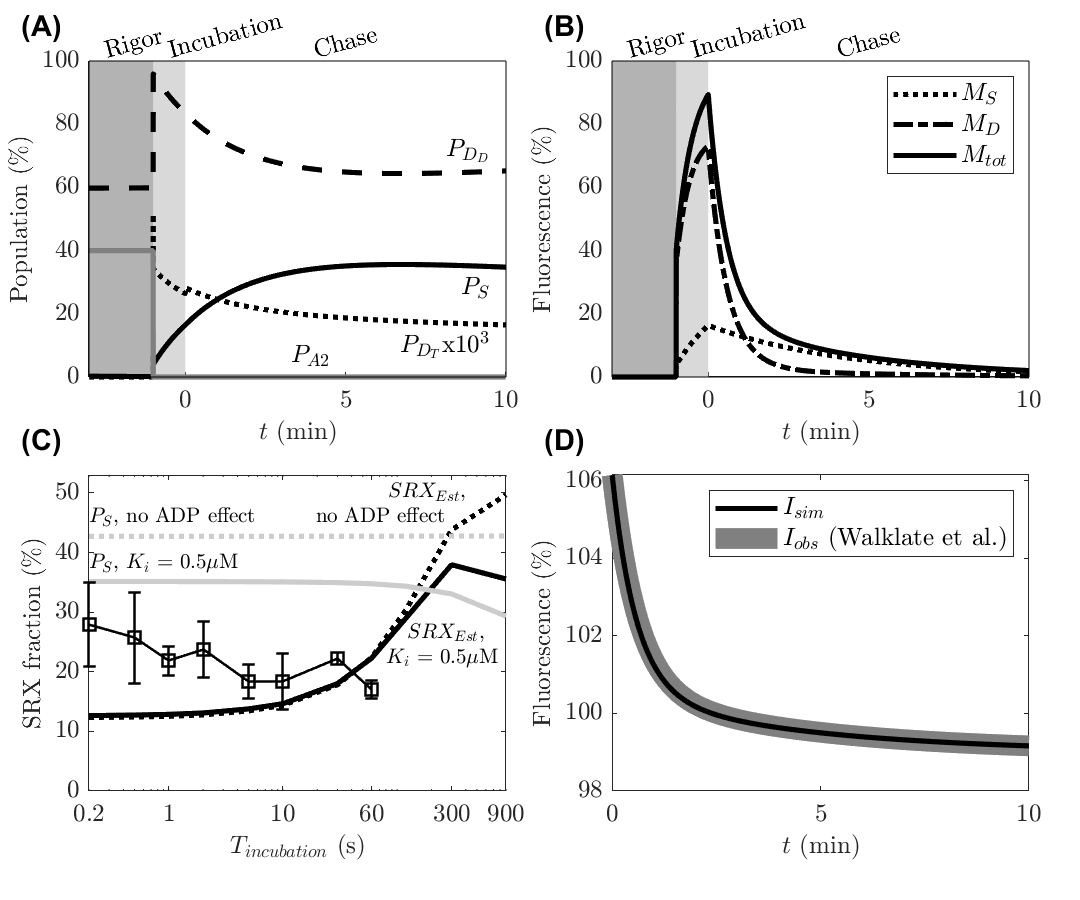 (A)
Rigor Incubation Chase
100
80
60
40
20
0
Population (%)
P_{D_D}
P_S
P_{D_T}x10^3
P_{A2}
0 5 10
t (min)
(B)
Rigor Incubation Chase
100
80
60
40
20
0
Fluorescence (%)
M_S
M_D
M_{tot}
0 5 10
t (min)
(C)
50
40
30
20
10
0
SRX fraction (%)
SRX_{Est},
no ADP effect
P_S, no ADP effect
P_S, K_i = 0.5μM
SRX_{Est},
K_i = 0.5μM
0.2 1 10 60 300 900
T_{incubation} (s)
(D)
106
104
102
100
98
Fluorescence (%)
I_{sim}
I_{obs} (Walklate et al.)
0 5 10
t (min)